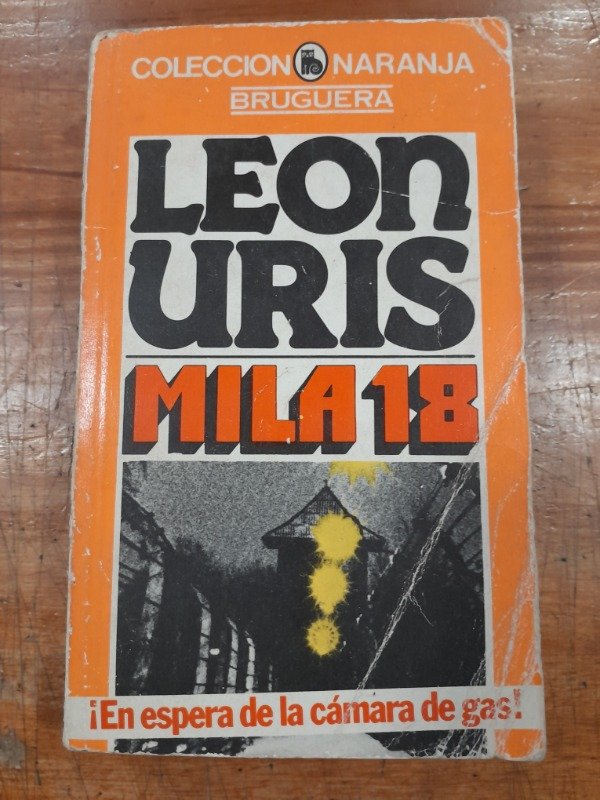 COLECCION NARANJA
BRUGUERA
LEON
URIS
MILA 18
¡En espera de la cámara de gas!